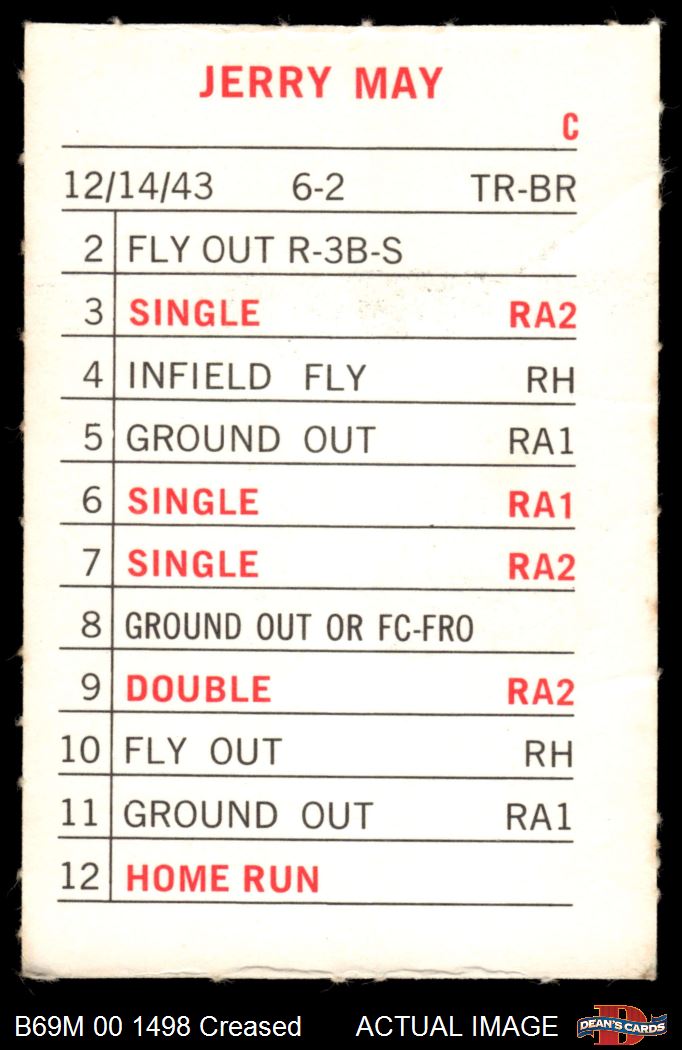 JERRY MAY
C
12/14/43 6-2 TR-BR
2 FLY OUT R-3B-S
3 SINGLE RA2
4 INFIELD FLY RH
5 GROUND OUT RA1
6 SINGLE RA1
7 SINGLE RA2
8 GROUND OUT OR FC-FRO
9 DOUBLE RA2
10 FLY OUT RH
11 GROUND OUT RA1
12 HOME RUN
B69M 00 1498 Creased ACTUAL IMAGE D DEAN'S CARDS